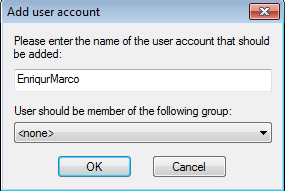 Add user account
Please enter the name of the user account that should
be added:
EnriqurMarco
User should be member of the following group:
<none>
OK
Cancel